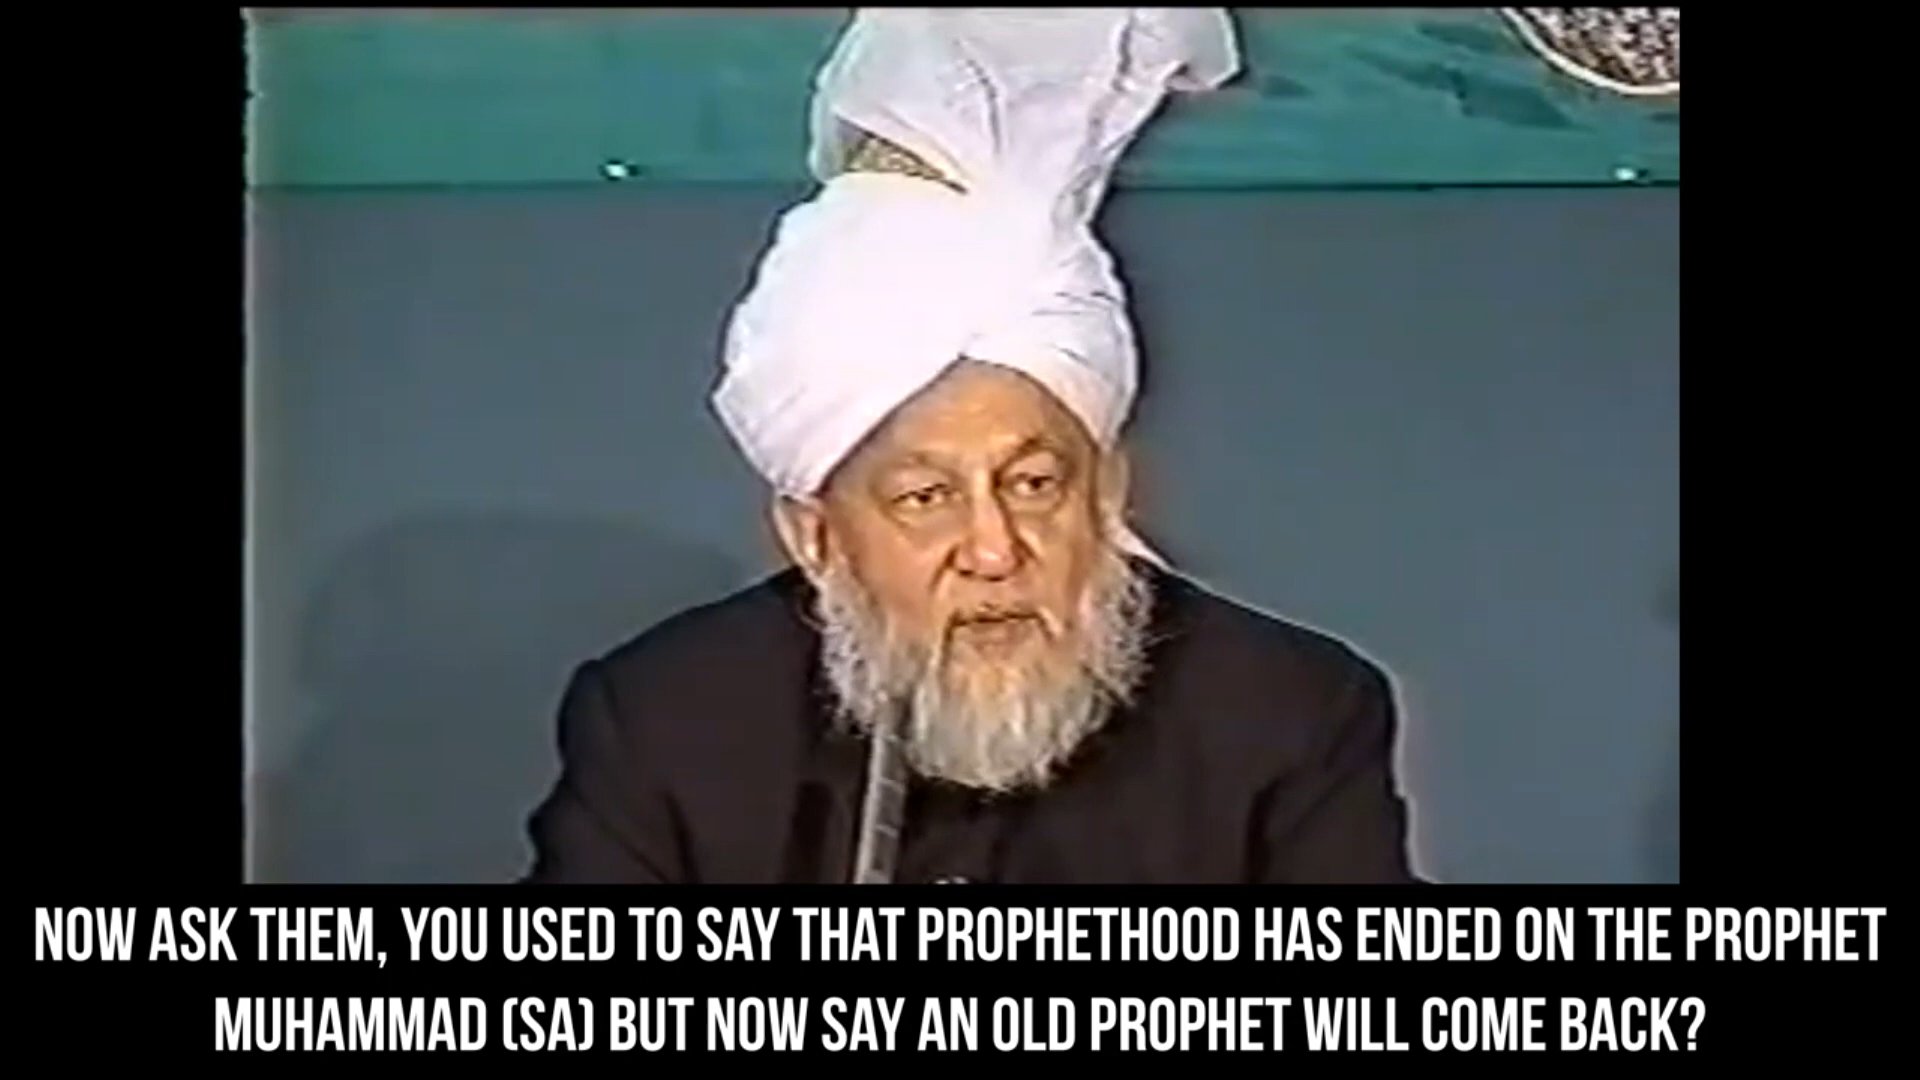 NOW ASK THEM, YOU USED TO SAY THAT PROPHETHOOD HAS ENDED ON THE PROPHET
MUHAMMAD (SA) BUT NOW SAY AN OLD PROPHET WILL COME BACK?